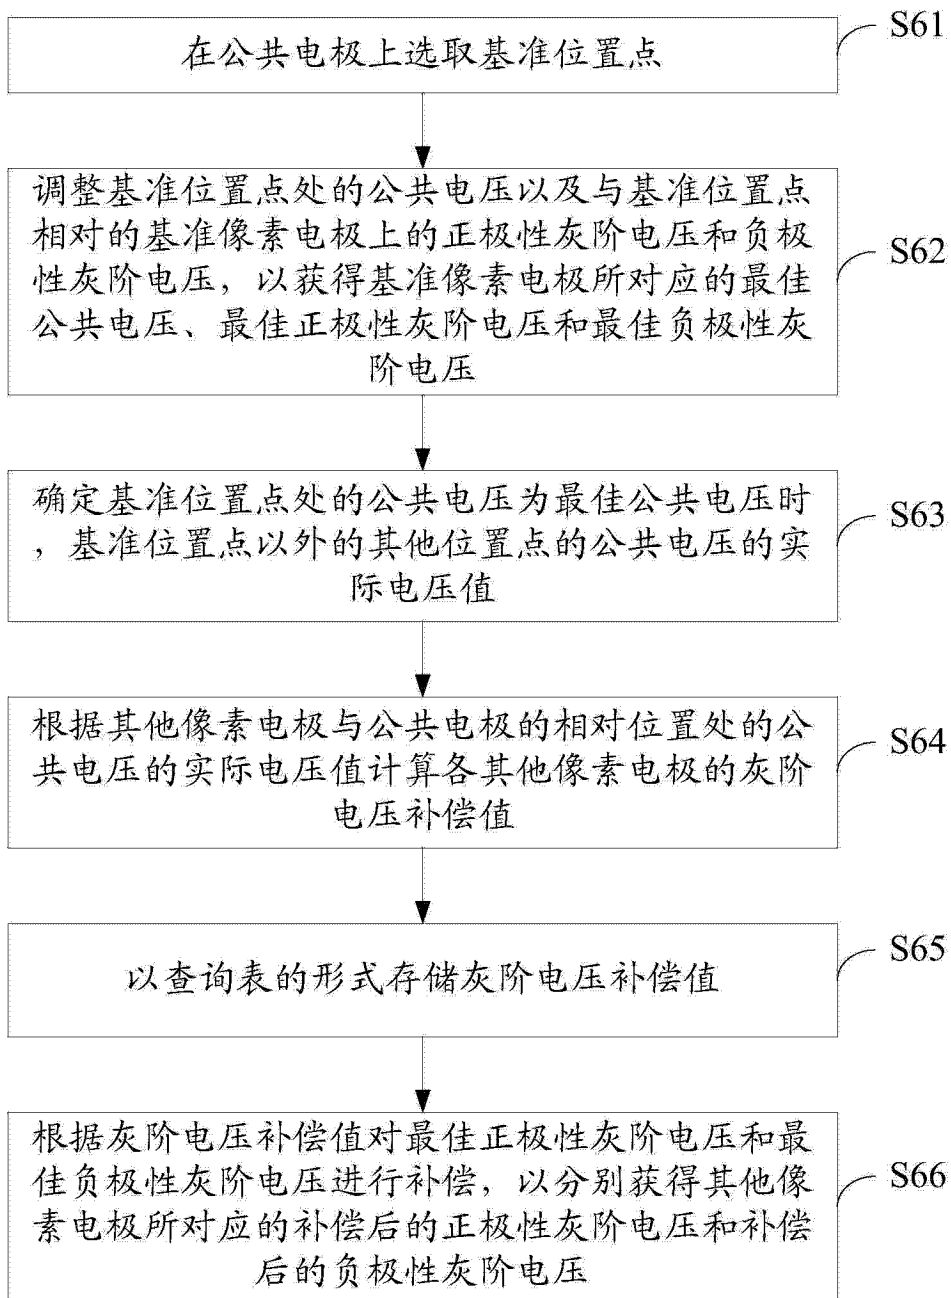 S61
在公共电极上选取基准位置点
调整基准位置点处的公共电压以及与基准位置点
相对的基准像素电极上的正极性灰阶电压和负极
性灰阶电压，以获得基准像素电极所对应的最佳
公共电压、最佳正极性灰阶电压和最佳负极性灰
阶电压
S62
确定基准位置点处的公共电压为最佳公共电压时
，基准位置点以外的其他位置点的公共电压的实
际电压值
S63
根据其他像素电极与公共电极的相对位置处的公
共电压的实际电压值计算各其他像素电极的灰阶
电压补偿值
S64
以查询表的形式存储灰阶电压补偿值
S65
根据灰阶电压补偿值对最佳正极性灰阶电压和最
佳负极性灰阶电压进行补偿，以分别获得其他像
素电极所对应的补偿后的正极性灰阶电压和补偿
后的负极性灰阶电压
S66